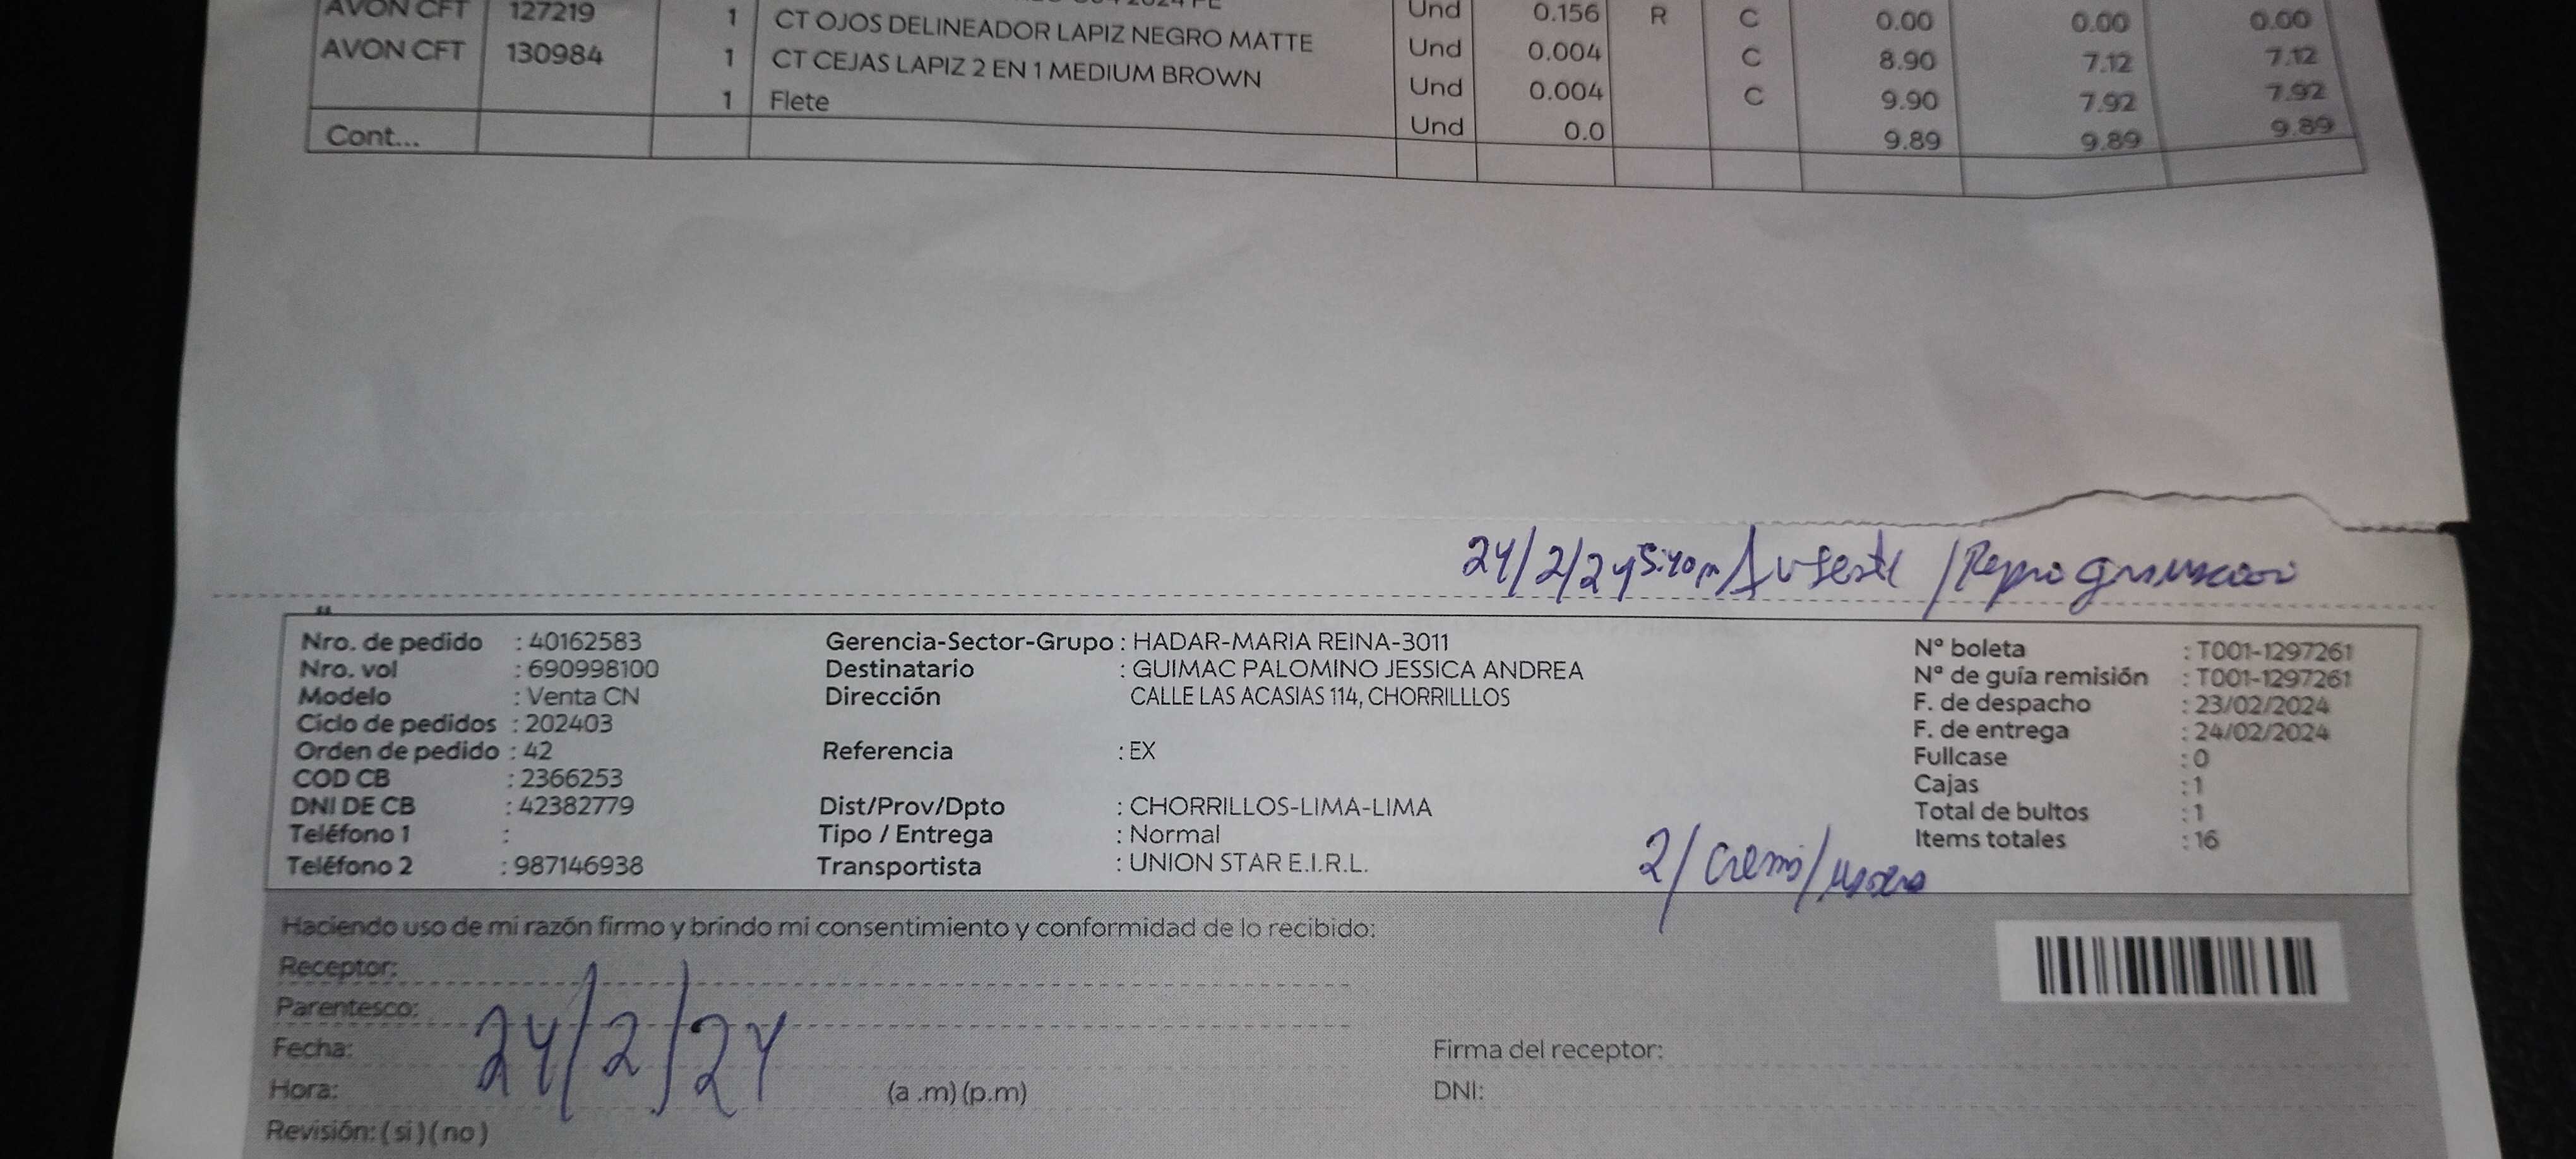 AVON CFT 127219 1 CT OJOS DELINEADOR LAPIZ NEGRO MATTE Und 0.156 R C 0.00 0.00 0.00
AVON CFT 130984 1 CT CEJAS LAPIZ 2 EN 1 MEDIUM BROWN Und 0.004 C 8.90 7.12 7.12
1 Flete Und 0.004 C 9.90 7.92 7.92
Cont... Und 0.0 9.89 9.89 9.89
24/2/24 5:40 /Reprogramacion
Nro. de pedido : 40162583 Gerencia-Sector-Grupo : HADAR-MARIA REINA-3011 Nº boleta : T001-1297261
Nro. vol : 690998100 Destinatario : GUIMAC PALOMINO JESSICA ANDREA Nº de guía remisión : T001-1297261
Modelo : Venta CN Dirección CALLE LAS ACASIAS 114, CHORRILLLOS F. de despacho : 23/02/2024
Ciclo de pedidos : 202403 F. de entrega : 24/02/2024
Orden de pedido : 42 Referencia : EX Fullcase : 0
COD CB : 2366253 Cajas : 1
DNI DE CB : 42382779 Dist/Prov/Dpto : CHORRILLOS-LIMA-LIMA Total de bultos : 1
Teléfono 1 : Tipo / Entrega : Normal Items totales : 16
Teléfono 2 : 987146938 Transportista : UNION STAR E.I.R.L.
2/ crema/
Haciendo uso de mi razón firmo y brindo mi consentimiento y conformidad de lo recibido:
Receptor:
Parentesco:
Fecha: 24/2/24 Firma del receptor:
Hora: (a .m) (p.m) DNI:
Revisión: ( si ) ( no )